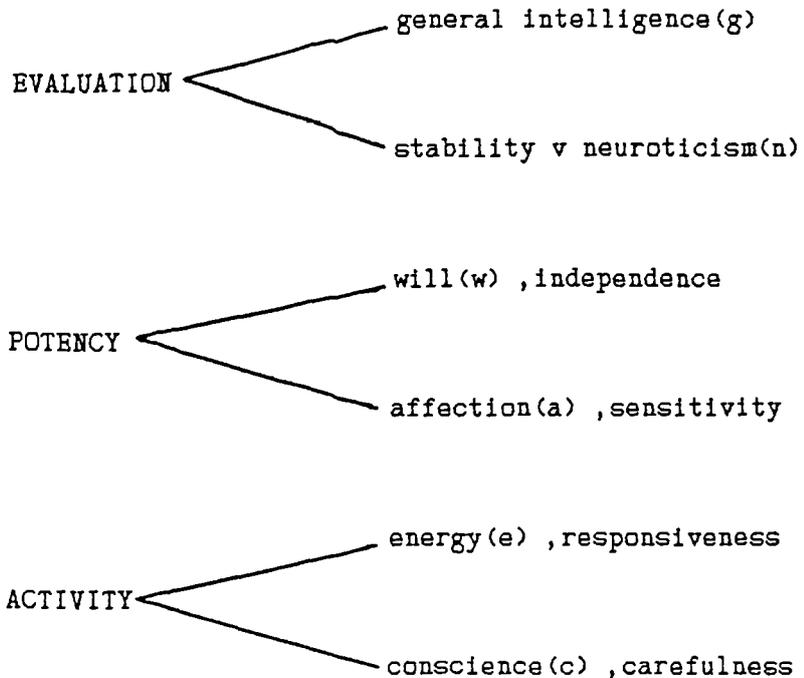 general intelligence(g)
EVALUATION
stability v neuroticism(n)
will(w) ,independence
POTENCY
affection(a) ,sensitivity
energy(e) ,responsiveness
ACTIVITY
conscience(c) ,carefulness